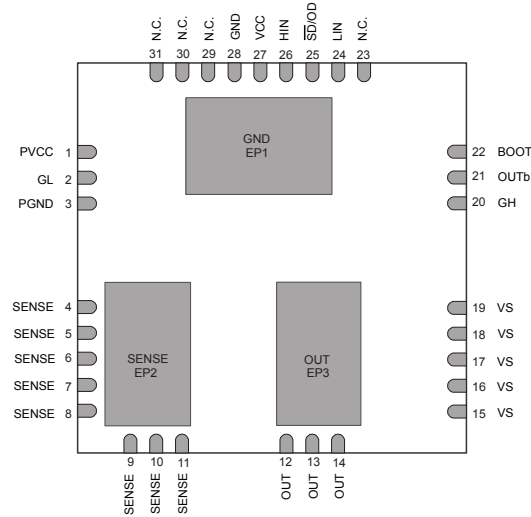 N.C.
N.C.
N.C.
GND
VCC
HIN
SD/OD
LIN
N.C.
31 30 29 28 27 26 25 24 23
GND
EP1
PVCC 1
GL 2
PGND 3
22 BOOT
21 OUTb
20 GH
SENSE 4
SENSE 5
SENSE 6
SENSE 7
SENSE 8
SENSE
EP2
OUT
EP3
19 VS
18 VS
17 VS
16 VS
15 VS
9 10 11 12 13 14
SENSE
SENSE
SENSE
OUT
OUT
OUT